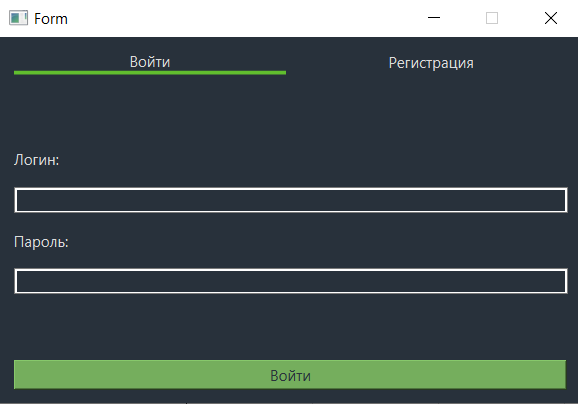 Form
Войти Регистрация
Логин:
Пароль:
Войти